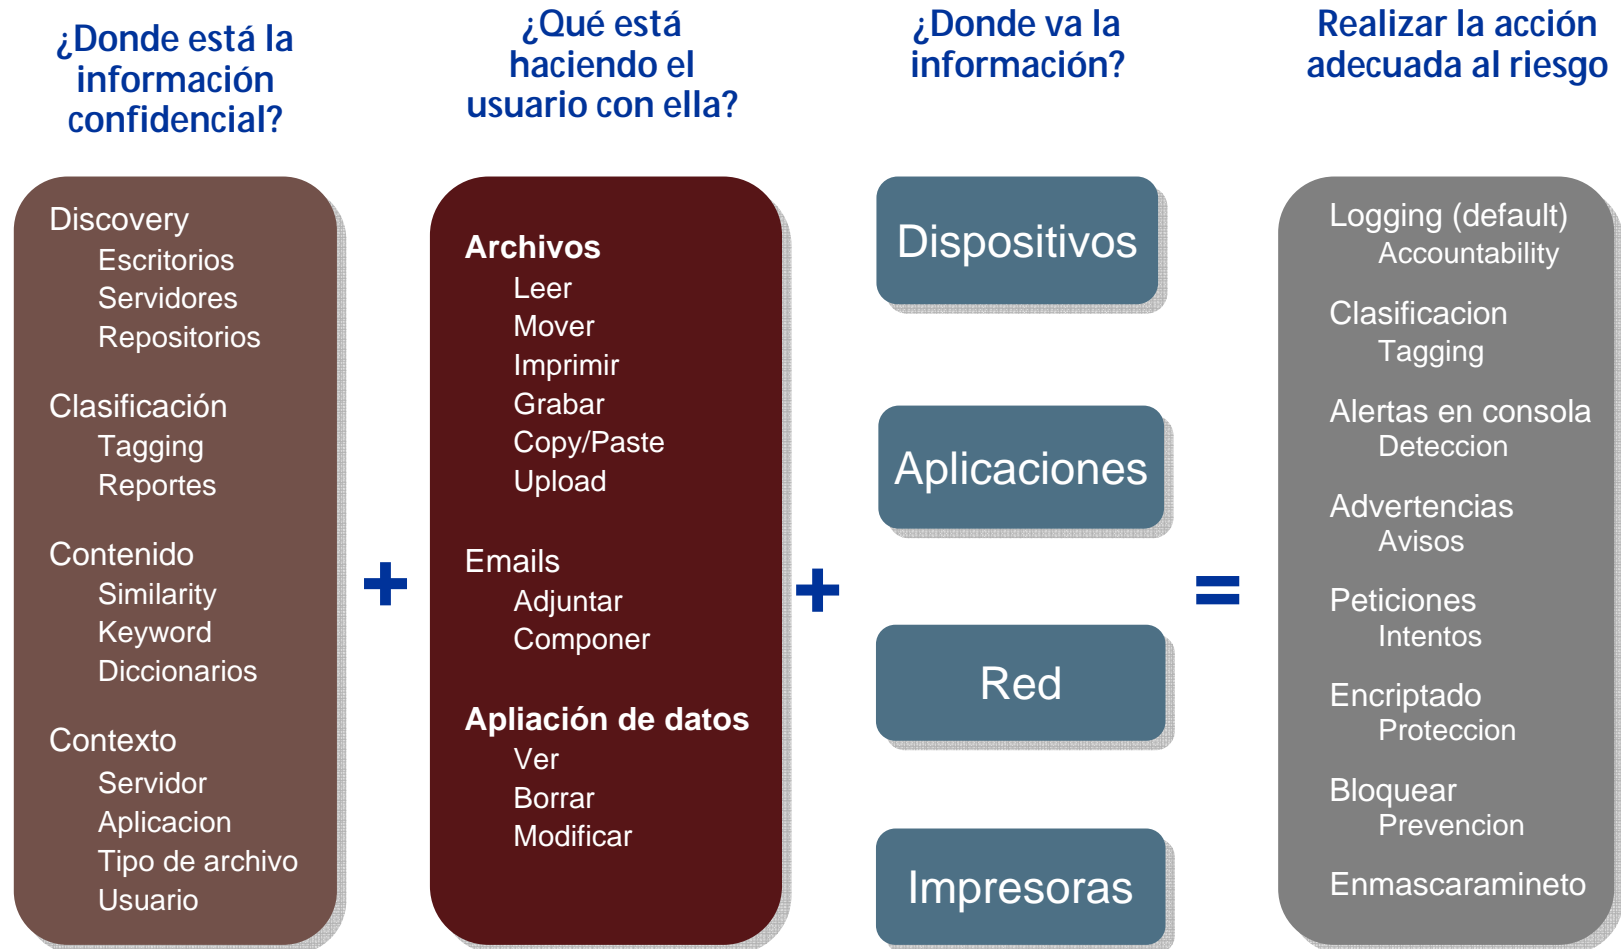 ¿Donde está la
información
confidencial?
Discovery
Escritorios
Servidores
Repositorios
Clasificación
Tagging
Reportes
Contenido
Similarity
Keyword
Diccionarios
Contexto
Servidor
Aplicacion
Tipo de archivo
Usuario
+
¿Qué está
haciendo el
usuario con ella?
Archivos
Leer
Mover
Imprimir
Grabar
Copy/Paste
Upload
Emails
Adjuntar
Componer
Apliación de datos
Ver
Borrar
Modificar
+
¿Donde va la
información?
Dispositivos
Aplicaciones
Red
Impresoras
=
Realizar la acción
adecuada al riesgo
Logging (default)
Accountability
Clasificacion
Tagging
Alertas en consola
Deteccion
Advertencias
Avisos
Peticiones
Intentos
Encriptado
Proteccion
Bloquear
Prevencion
Enmascaramineto